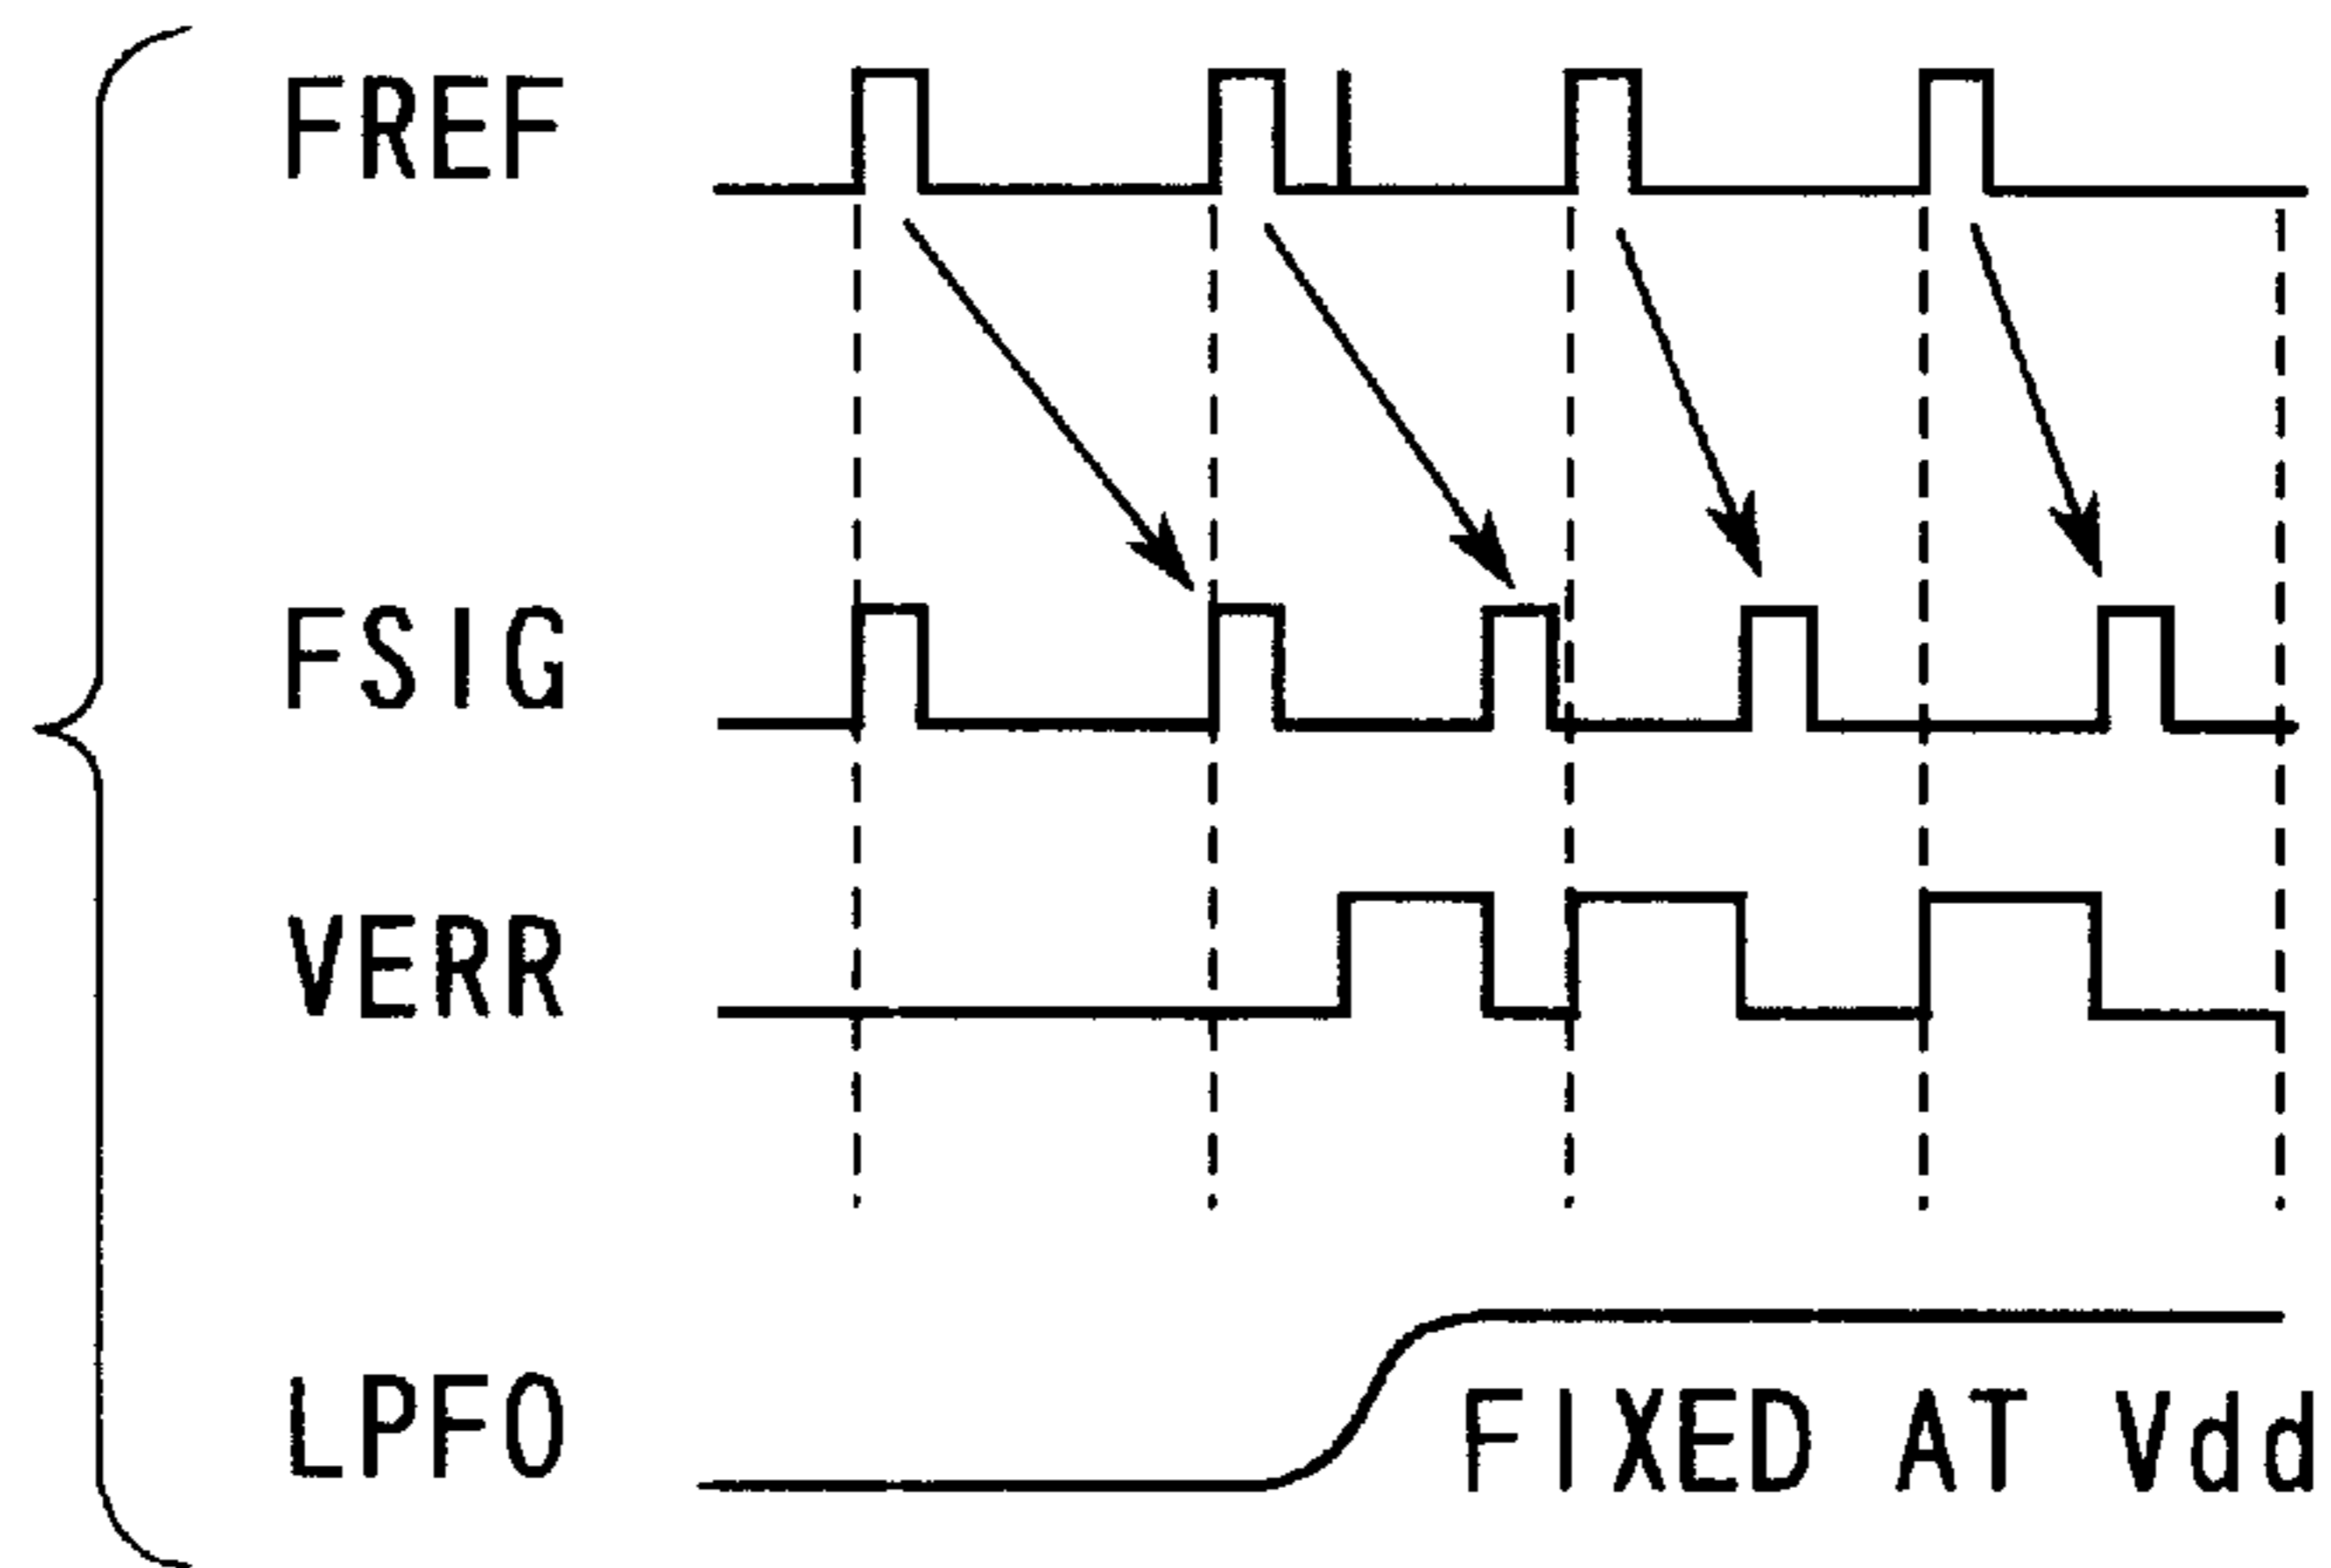 FREF
FSIG
VERR
LPFO
FIXED AT Vdd